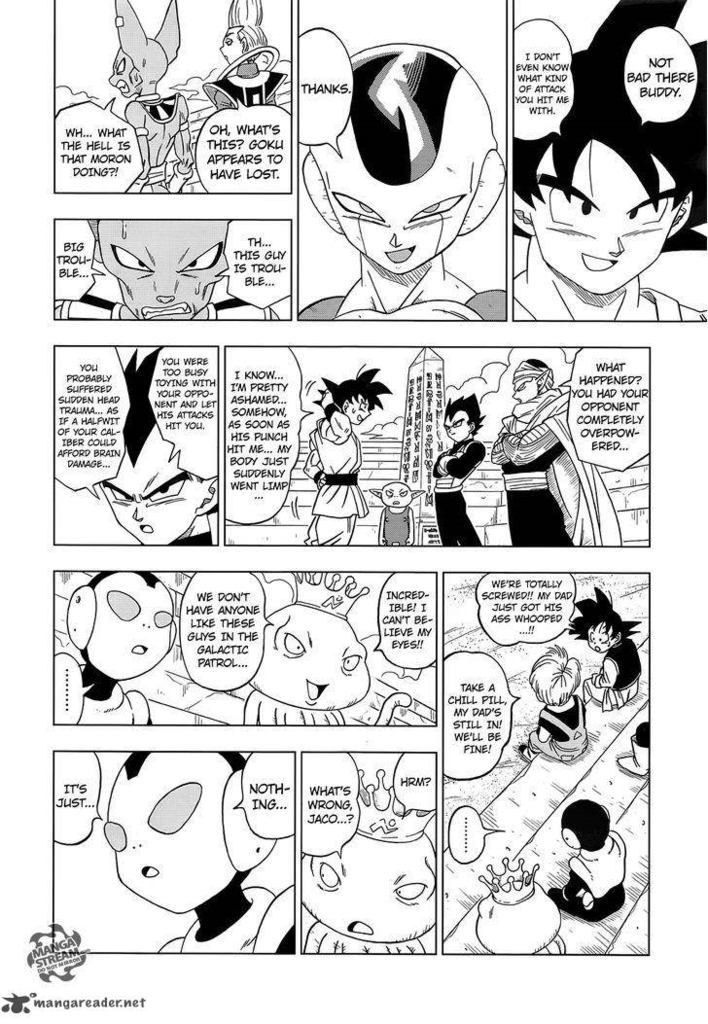 NOT
BAD THERE
BUDDY.
I DON'T
EVEN KNOW
WHAT KIND
OF ATTACK
YOU HIT ME
WITH.
THANKS.
OH, WHAT'S
THIS? GOKU
APPEARS TO
HAVE LOST.
WH... WHAT
THE HELL IS
THAT MORON
DOING?!
TH...
THIS GUY
IS TROU-
BLE...
BIG
TROU-
BLE...
WHAT
HAPPENED?
YOU HAD YOUR
OPPONENT
COMPLETELY
OVERPOW-
ERED...
I KNOW...
I'M PRETTY
ASHAMED...
SOMEHOW,
AS SOON AS
HIS PUNCH
HIT ME... MY
BODY JUST
SUDDENLY
WENT LIMP
...
YOU WERE
TOO BUSY
TOYING WITH
YOUR OPPO-
NENT AND LET
HIS ATTACKS
HIT YOU.
YOU
PROBABLY
SUFFERED
SUDDEN HEAD
TRAUMA... AS
IF A HALFWIT
OF YOUR CAL-
IBER COULD
AFFORD BRAIN
DAMAGE...
WE'RE TOTALLY
SCREWED!! MY DAD
JUST GOT HIS
ASS WHOOPED
...!!
TAKE A
CHILL PILL,
MY DAD'S
STILL IN!
WE'LL BE
FINE!
INCRED-
IBLE! I
CAN'T BE-
LIEVE MY
EYES!!
WE DON'T
HAVE ANYONE
LIKE THESE
GUYS IN THE
GALACTIC
PATROL...
.........
.........
HRM?
WHAT'S
WRONG,
JACO...?
NOTH-
ING...
IT'S
JUST...
MANGA
STREAM
DO NOT MIRROR
mangareader.net